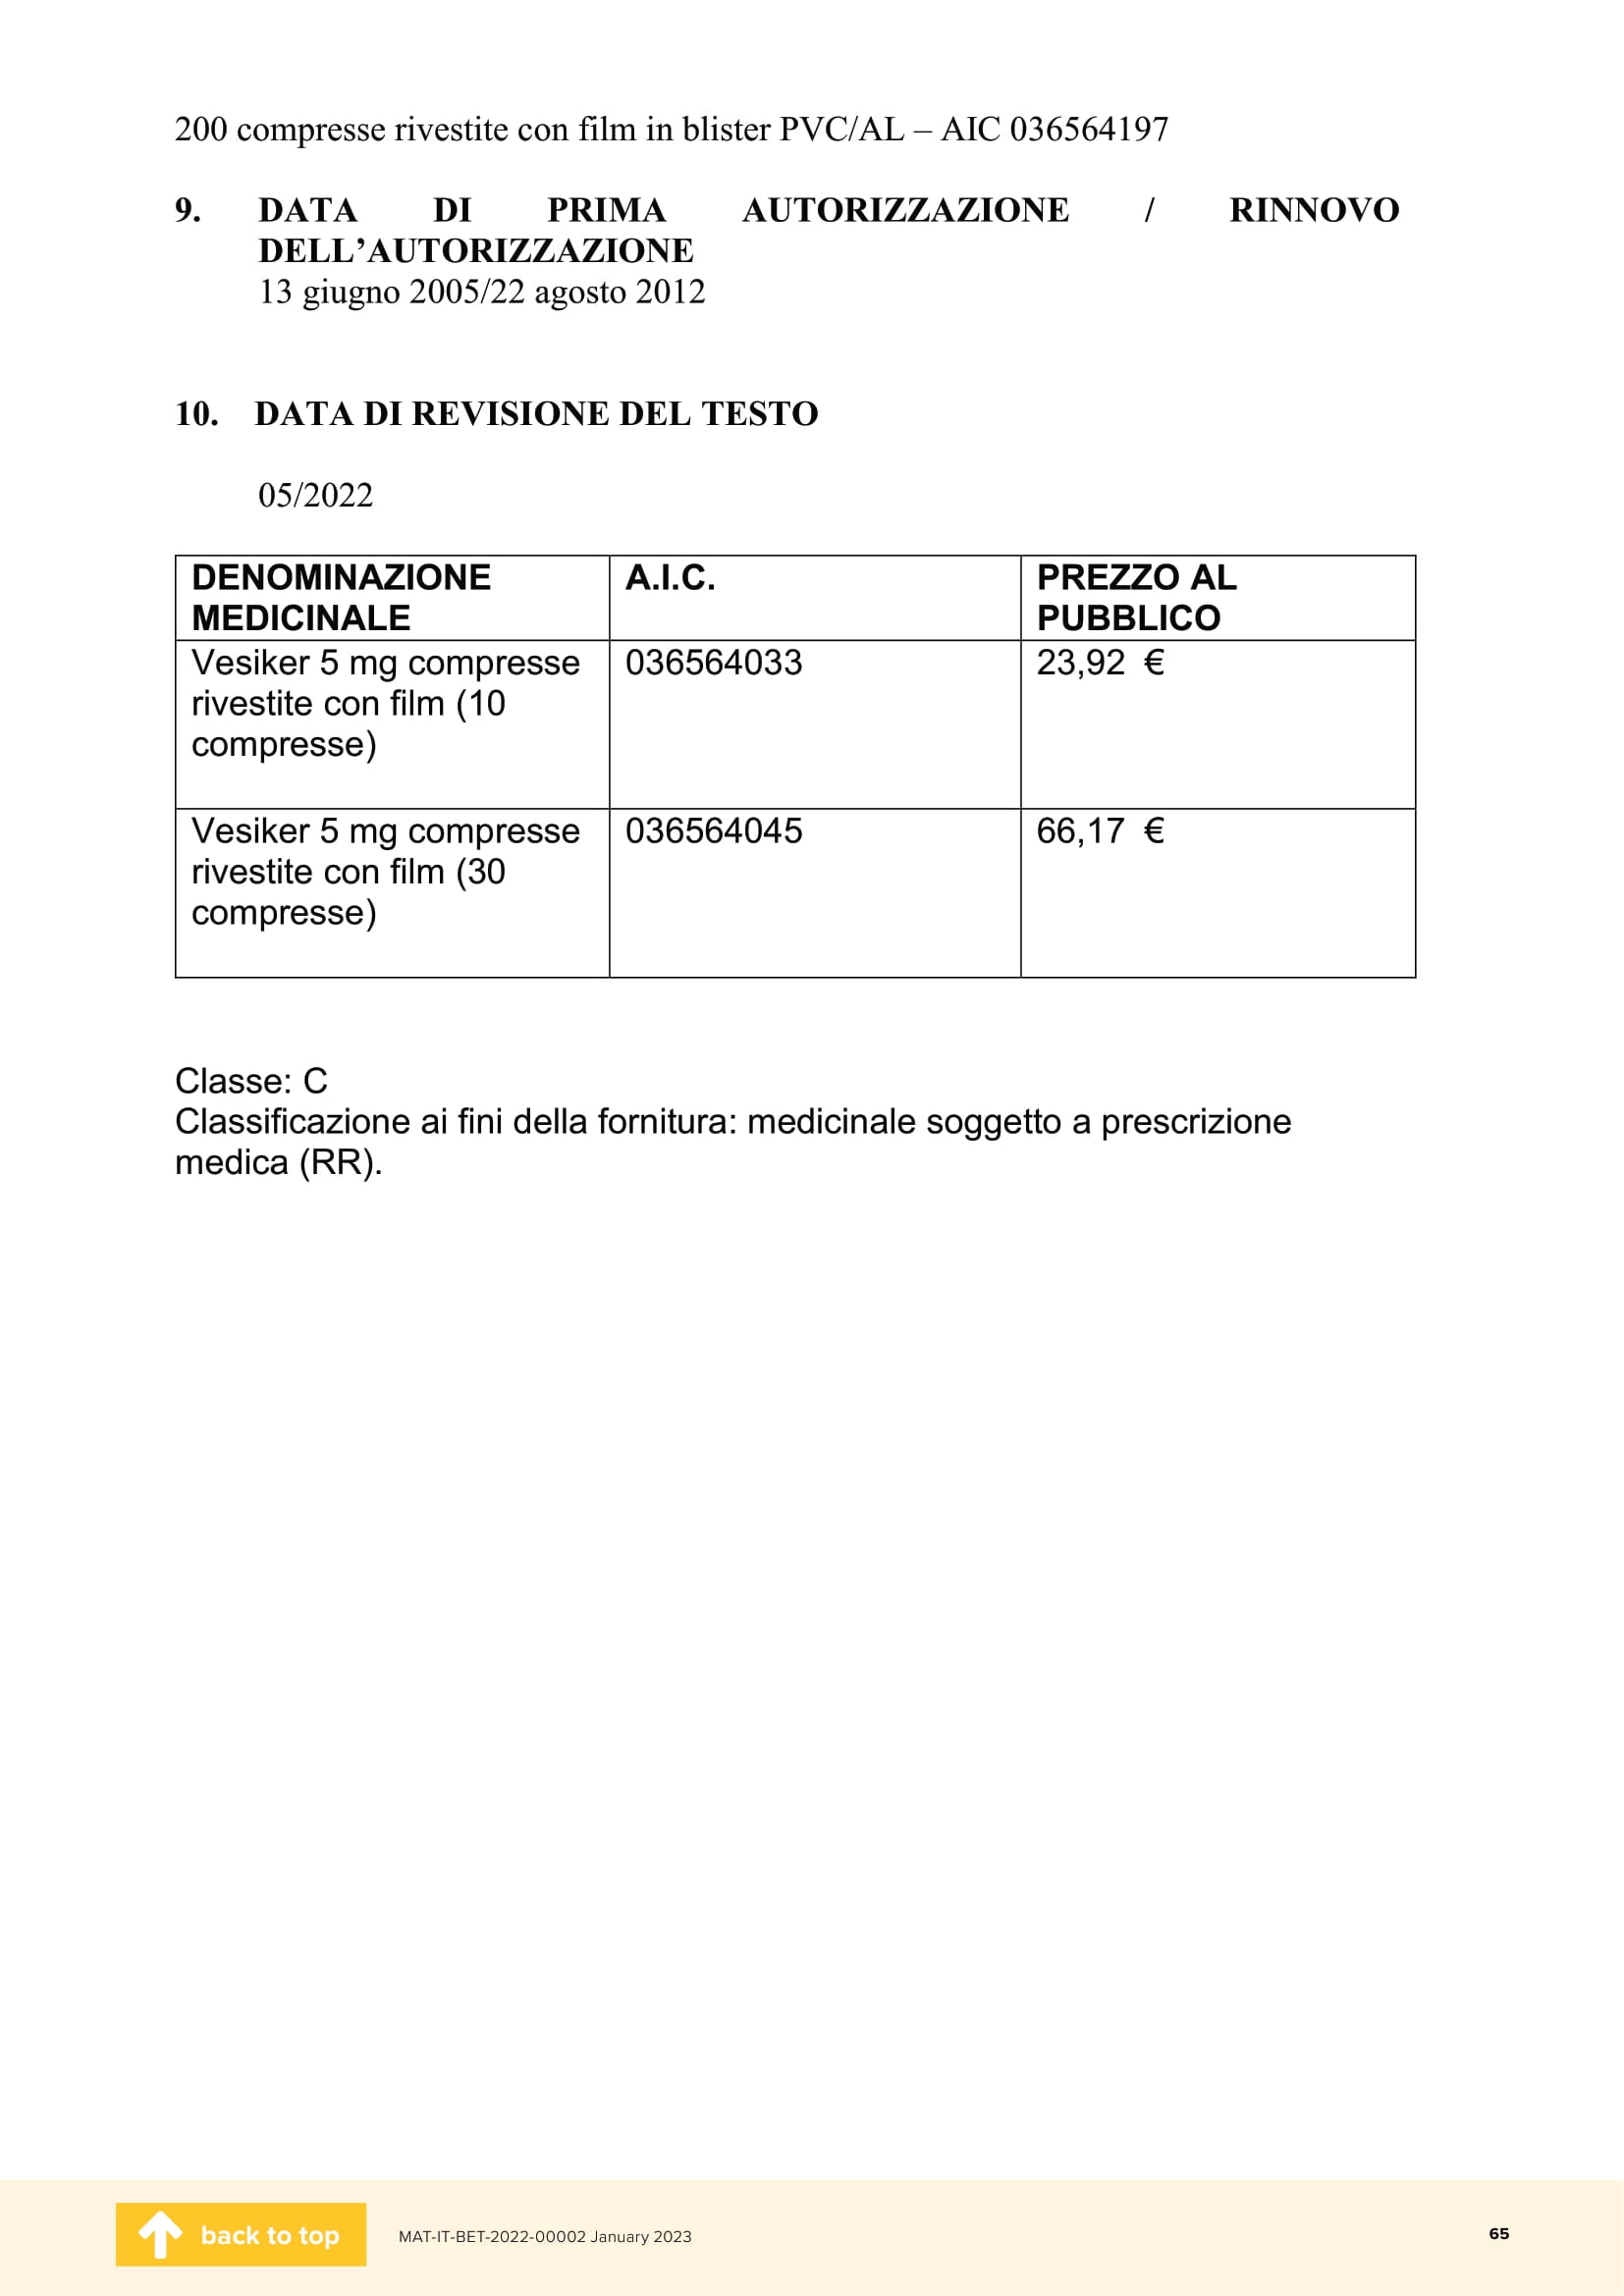 200 compresse rivestite con film in blister PVC/AL – AIC 036564197
9. DATA DI PRIMA AUTORIZZAZIONE / RINNOVO
DELL’AUTORIZZAZIONE
13 giugno 2005/22 agosto 2012
10. DATA DI REVISIONE DEL TESTO
05/2022
DENOMINAZIONE MEDICINALE A.I.C. PREZZO AL PUBBLICO
Vesiker 5 mg compresse 036564033 23,92 €
rivestite con film (10
compresse)
Vesiker 5 mg compresse 036564045 66,17 €
rivestite con film (30
compresse)
Classe: C
Classificazione ai fini della fornitura: medicinale soggetto a prescrizione
medica (RR).
back to top MAT-IT-BET-2022-00002 January 2023 65